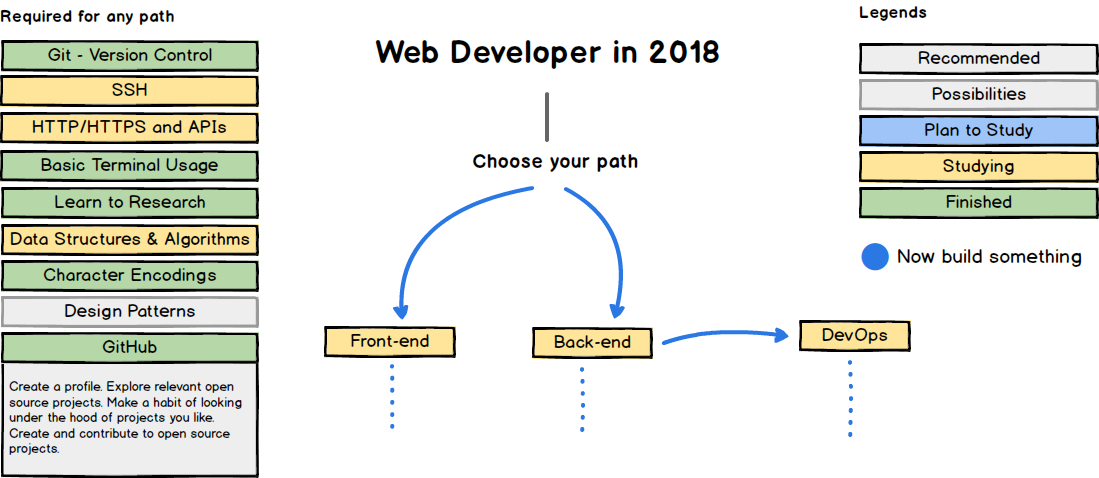 Required for any path
Git - Version Control
SSH
HTTP/HTTPS and APIs
Basic Terminal Usage
Learn to Research
Data Structures & Algorithms
Character Encodings
Design Patterns
GitHub
Create a profile. Explore relevant open
source projects. Make a habit of looking
under the hood of projects you like.
Create and contribute to open source
projects.
Web Developer in 2018
Choose your path
Front-end
Back-end
DevOps
Legends
Recommended
Possibilities
Plan to Study
Studying
Finished
Now build something